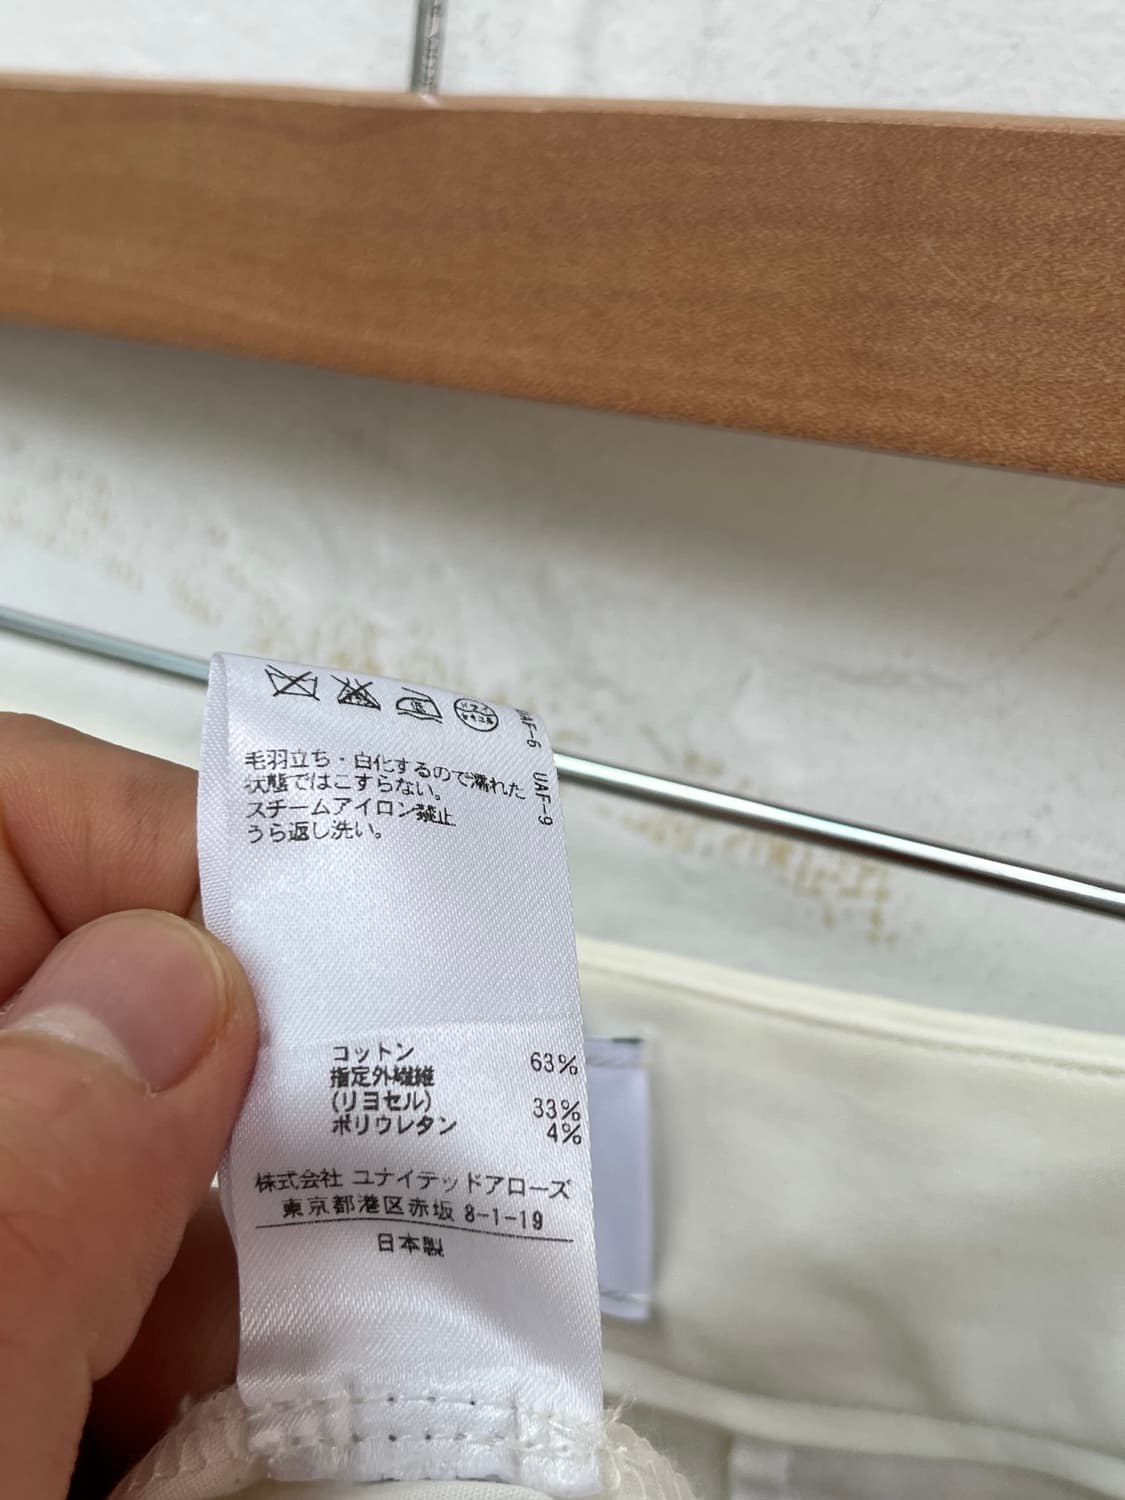 UAF-6 UAF-9
低
毛羽立ち・白化するので濡れた
状態ではこすらない。
スチームアイロン禁止
うら返し洗い。
コットン 63%
指定外繊維
(リヨセル) 33%
ポリウレタン 4%
株式会社 ユナイテッドアローズ
東京都港区赤坂 8-1-19
日本製